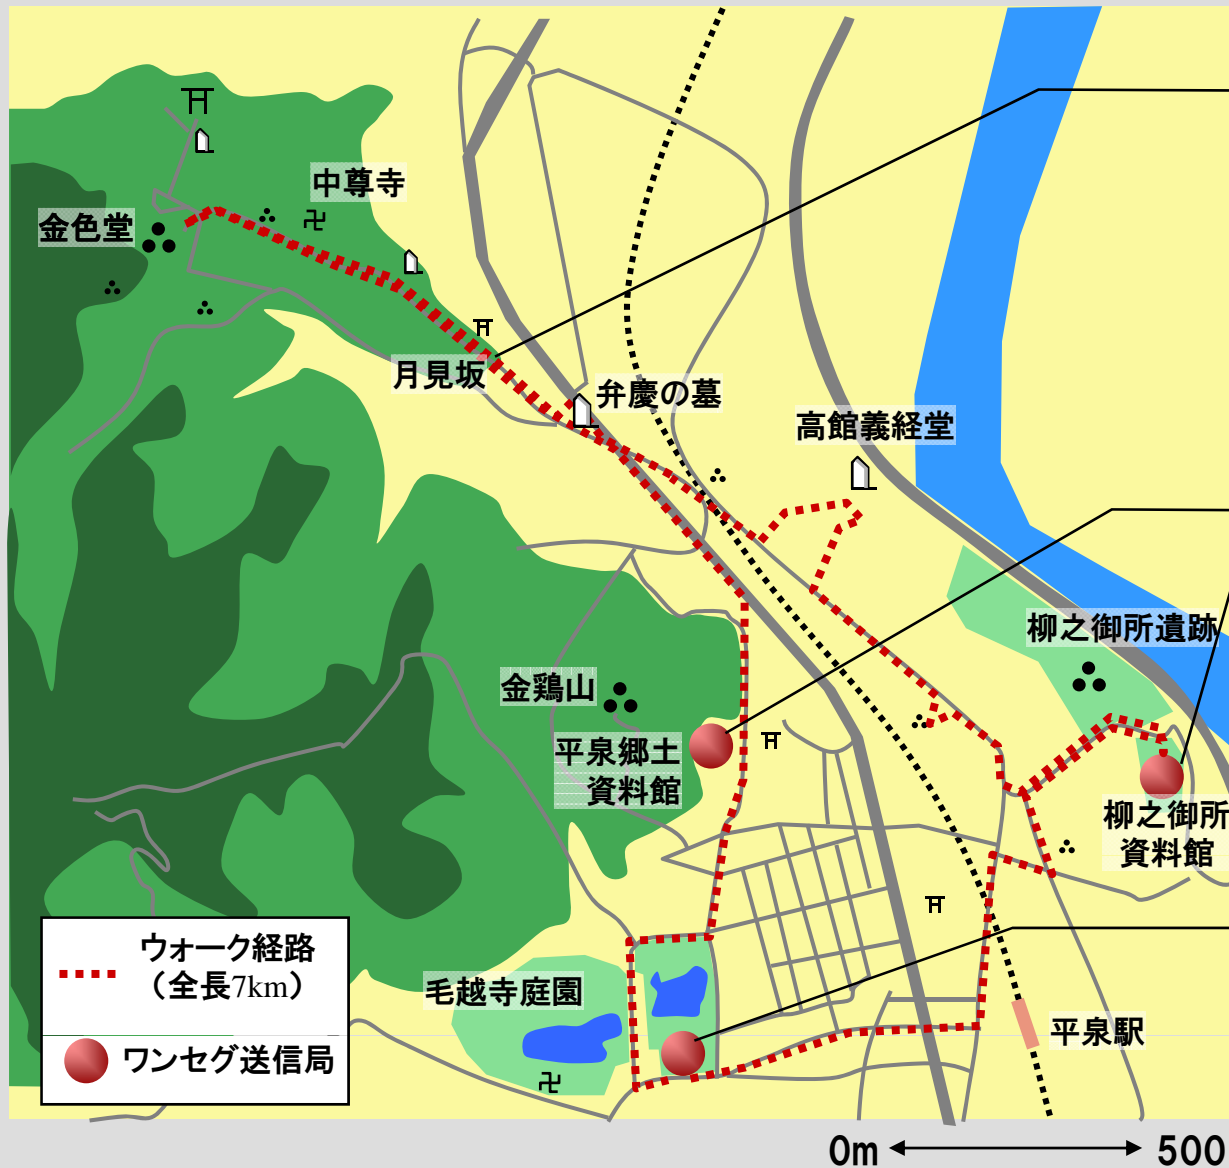 中尊寺
金色堂
月見坂
弁慶の墓
高館義経堂
柳之御所遺跡
金鶏山
平泉郷土
資料館
柳之御所
資料館
ウォーク経路
（全長7km）
毛越寺庭園
平泉駅
ワンセグ送信局
0m
500